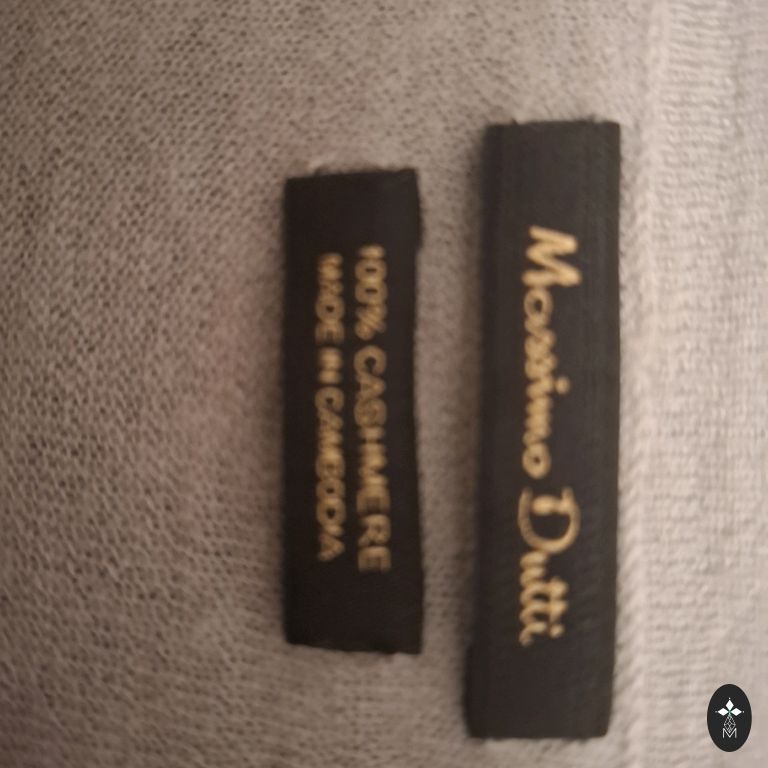 Massimo Dutti
100% CASHMERE
MADE IN CAMBODIA
M